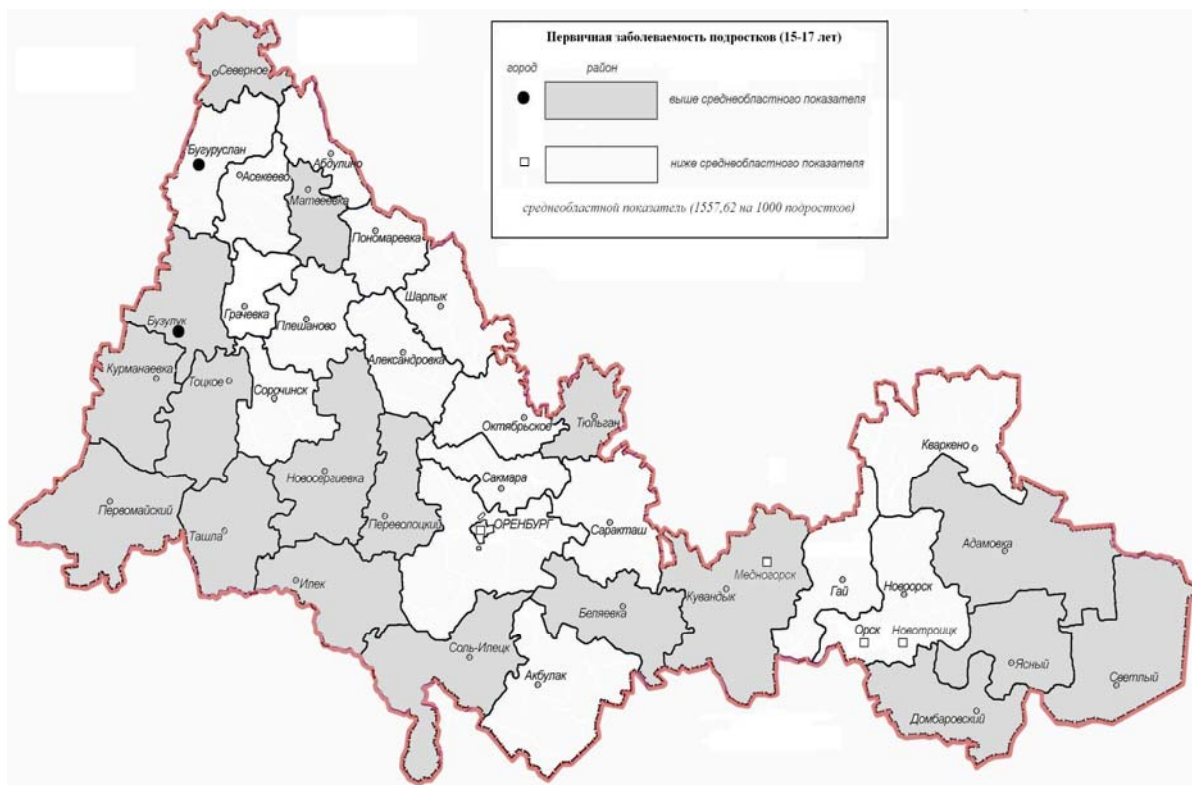 Первичная заболеваемость подростков (15-17 лет)
город район
выше среднеобластного показателя
ниже среднеобластного показателя
среднеобластной показатель (1557,62 на 1000 подростков)
Северное
Бугуруслан
Абдулино
Асекеево
Матвеевка
Пономаревка
Шарлык
Грачевка
Плешаново
Бузулук
Александровка
Курманаевка
Тоцкое
Сорочинск
Октябрьское
Тюльган
Кваркено
Новосергиевка
Сакмара
Первомайский
Переволоцкий
ОРЕНБУРГ
Саракташ
Ташла
Адамовка
Медногорск
Илек
Гай
Новоорск
Кувандык
Беляевка
Орск
Новотроицк
Соль-Илецк
Ясный
Акбулак
Светлый
Домбаровский